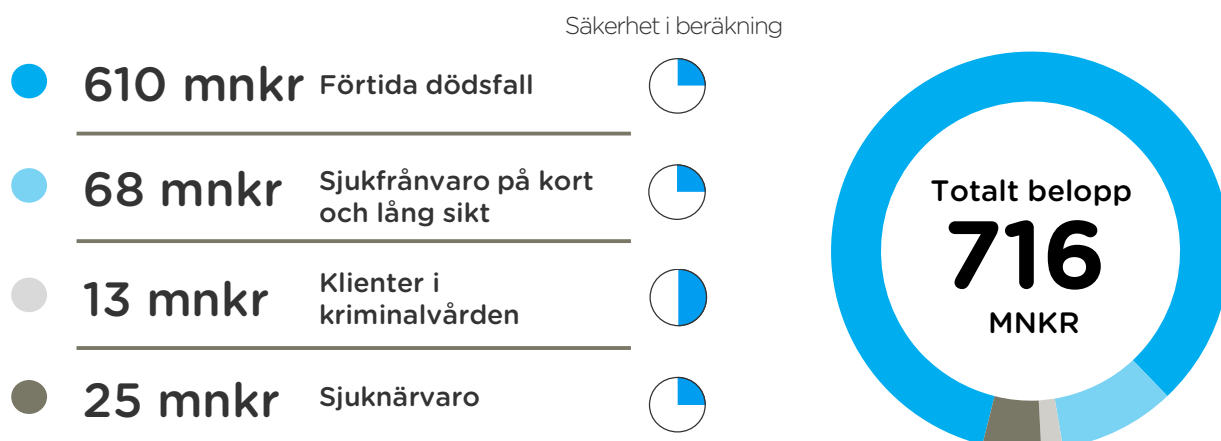 Säkerhet i beräkning
610 mnkr Förtida dödsfall
68 mnkr Sjukfrånvaro på kort
och lång sikt
13 mnkr Klienter i
kriminalvården
25 mnkr Sjuknärvaro
Totalt belopp
716
MNKR